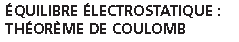 ÉQUILIBRE ÉLECTROSTATIQUE :
THÉORÈME DE COULOMB